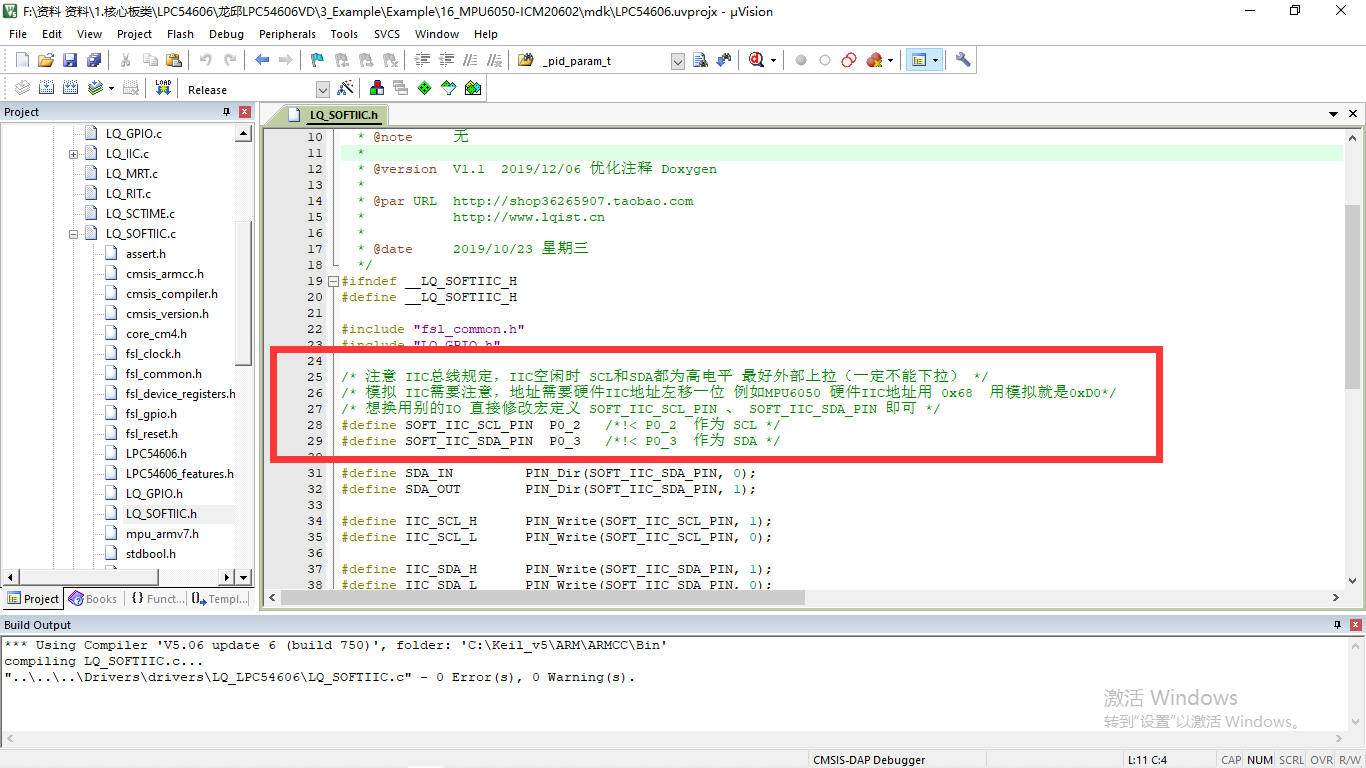 F:\资料 资料\1.核心板类\LPC54606\龙邱LPC54606VD\3_Example\Example\16_MPU6050-ICM20602\mdk\LPC54606.uvprojx - µVision
File Edit View Project Flash Debug Peripherals Tools SVCS Window Help
_pid_param_t
LOAD Release
Project
LQ_SOFTIIC.h
LQ_GPIO.c
LQ_IIC.c
LQ_MRT.c
LQ_RIT.c
LQ_SCTIME.c
LQ_SOFTIIC.c
assert.h
cmsis_armcc.h
cmsis_compiler.h
cmsis_version.h
core_cm4.h
fsl_clock.h
fsl_common.h
fsl_device_registers.h
fsl_gpio.h
fsl_reset.h
LPC54606.h
LPC54606_features.h
LQ_GPIO.h
LQ_SOFTIIC.h
mpu_armv7.h
stdbool.h
Project Books {} Funct... Templ...
10 * @note 无
11 *
12 * @version V1.1 2019/12/06 优化注释 Doxygen
13 *
14 * @par URL http://shop36265907.taobao.com
15 * http://www.lqist.cn
16 *
17 * @date 2019/10/23 星期三
18 */
19 #ifndef __LQ_SOFTIIC_H
20 #define __LQ_SOFTIIC_H
21
22 #include "fsl_common.h"
23 #include "LQ_GPIO.h"
24
25 /* 注意 IIC总线规定，IIC空闲时 SCL和SDA都为高电平 最好外部上拉（一定不能下拉） */
26 /* 模拟 IIC需要注意，地址需要硬件IIC地址左移一位 例如MPU6050 硬件IIC地址用 0x68 用模拟就是0xD0*/
27 /* 想换用别的IO 直接修改宏定义 SOFT_IIC_SCL_PIN 、 SOFT_IIC_SDA_PIN 即可 */
28 #define SOFT_IIC_SCL_PIN P0_2 /*!< P0_2 作为 SCL */
29 #define SOFT_IIC_SDA_PIN P0_3 /*!< P0_3 作为 SDA */
30
31 #define SDA_IN PIN_Dir(SOFT_IIC_SDA_PIN, 0);
32 #define SDA_OUT PIN_Dir(SOFT_IIC_SDA_PIN, 1);
33
34 #define IIC_SCL_H PIN_Write(SOFT_IIC_SCL_PIN, 1);
35 #define IIC_SCL_L PIN_Write(SOFT_IIC_SCL_PIN, 0);
36
37 #define IIC_SDA_H PIN_Write(SOFT_IIC_SDA_PIN, 1);
38 #define IIC_SDA_L PIN_Write(SOFT_IIC_SDA_PIN, 0);
Build Output
*** Using Compiler 'V5.06 update 6 (build 750)', folder: 'C:\Keil_v5\ARM\ARMCC\Bin'
compiling LQ_SOFTIIC.c...
"..\..\..\Drivers\drivers\LQ_LPC54606\LQ_SOFTIIC.c" - 0 Error(s), 0 Warning(s).
激活 Windows
转到"设置"以激活 Windows。
CMSIS-DAP Debugger L:11 C:4 CAP NUM SCRL OVR R/W